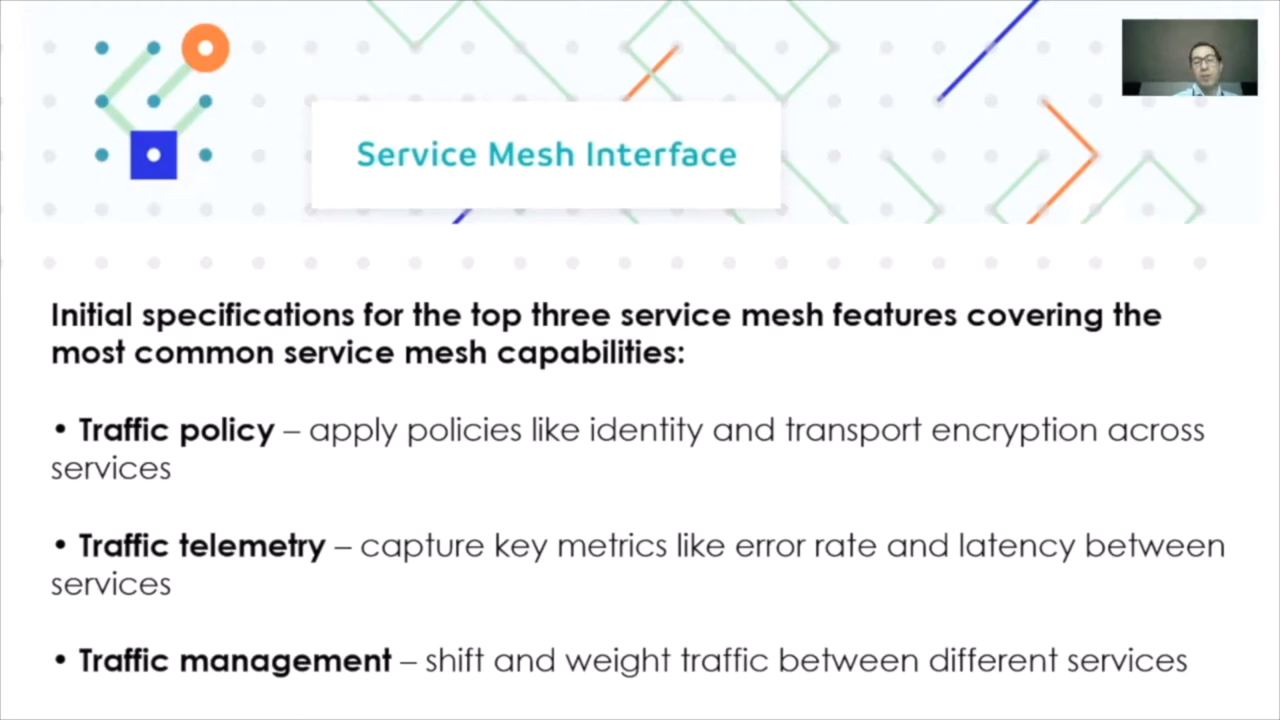 Service Mesh Interface
Initial specifications for the top three service mesh features covering the
most common service mesh capabilities:
• Traffic policy – apply policies like identity and transport encryption across
services
• Traffic telemetry – capture key metrics like error rate and latency between
services
• Traffic management – shift and weight traffic between different services